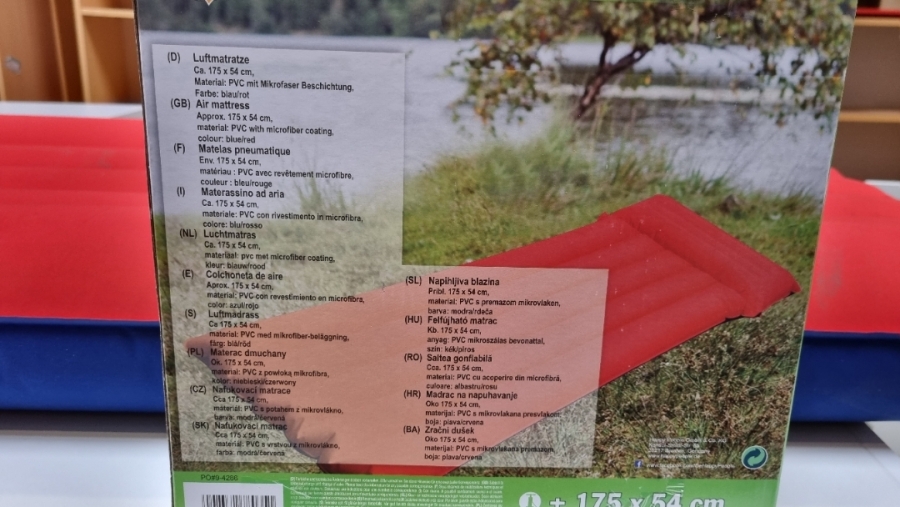 (D) Luftmatratze
Ca. 175 x 54 cm,
Material: PVC mit Mikrofaser Beschichtung,
Farbe: blau/rot
(GB) Air mattress
Approx. 175 x 54 cm,
material: PVC with microfiber coating,
colour: blue/red
(F) Matelas pneumatique
Env. 175 x 54 cm,
matériau : PVC avec revêtement microfibre,
couleur : bleu/rouge
(I) Materassino ad aria
Ca. 175 x 54 cm,
materiale: PVC con rivestimento in microfibra,
colore: blu/rosso
(NL) Luchtmatras
Ca. 175 x 54 cm,
materiaal: pvc met microfiber coating,
kleur: blauw/rood
(E) Colchoneta de aire
Aprox. 175 x 54 cm,
material: PVC con revestimiento en microfibra,
color: azul/rojo
(S) Luftmadrass
Ca 175 x 54 cm,
material: PVC med mikrofiber-beläggning,
färg: blå/röd
(PL) Materac dmuchany
Ok. 175 x 54 cm,
materiał: PVC z powłoką mikrofibra,
kolor: niebieski/czerwony
(CZ) Nafukovací matrace
Cca 175 x 54 cm,
materiál: PVC s potahem z mikrovlákno,
barva: modrá/červená
(SK) Nafukovací matrac
Cca 175 x 54 cm,
materiál: PVC s vrstvou z mikrovlákno,
farba: modrá/červená
(SL) Napihljiva blazina
Pribl. 175 x 54 cm,
material: PVC s premazom mikrovlaken,
barva: modra/rdeča
(HU) Felfújható matrac
Kb. 175 x 54 cm,
anyag: PVC mikroszálas bevonattal,
szín: kék/piros
(RO) Saltea gonflabilă
Cca. 175 x 54 cm,
material: PVC cu acoperire din microfibră,
culoare: albastru/rosu
(HR) Madrac na napuhavanje
Oko 175 x 54 cm,
materijal: PVC s mikrovlakana presvlakom,
boja: plava/crvena
(BA) Zračni dušek
Oko 175 x 54 cm,
materijal: PVC s mikrovlakana premazom,
boja: plava/crvena
PO#9-4286
± 175 x 54 cm